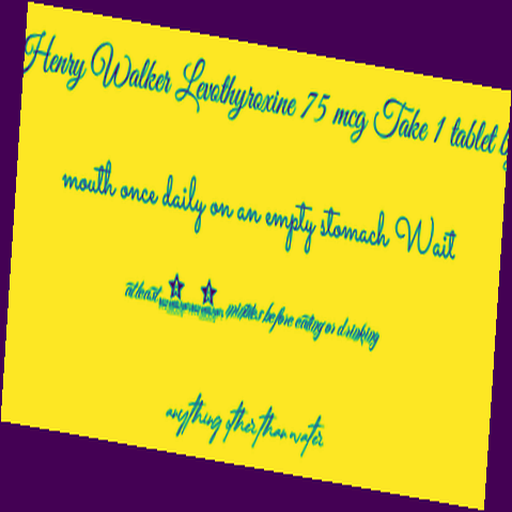 Henry Walker Levothyroxine 75 mcg Take 1 tablet
mouth once daily on an empty stomach Wait
at least minutes before eating or drinking
anything other than water